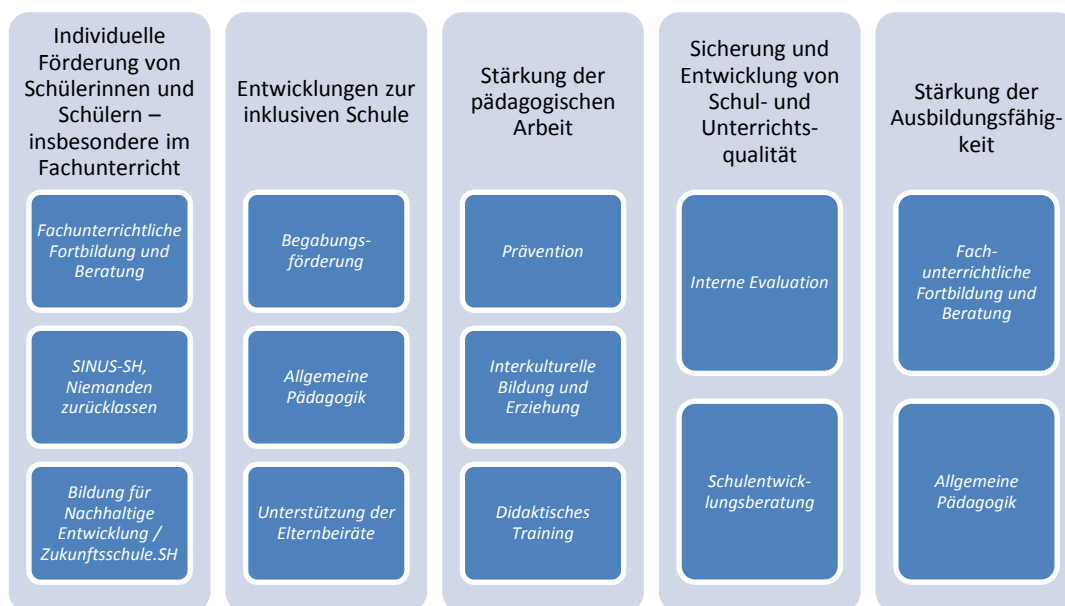 Individuelle
Förderung von
Schülerinnen und
Schülern –
insbesondere im
Fachunterricht
Fachunterrichtliche
Fortbildung und
Beratung
SINUS-SH,
Niemanden
zurücklassen
Bildung für
Nachhaltige
Entwicklung /
Zukunftsschule.SH
Entwicklungen zur
inklusiven Schule
Begabungs-
förderung
Allgemeine
Pädagogik
Unterstützung der
Elternbeiräte
Stärkung der
pädagogischen
Arbeit
Prävention
Interkulturelle
Bildung und
Erziehung
Didaktisches
Training
Sicherung und
Entwicklung von
Schul- und
Unterrichts-
qualität
Interne Evaluation
Schulentwick-
lungsberatung
Stärkung der
Ausbildungsfähig-
keit
Fach-
unterrichtliche
Fortbildung und
Beratung
Allgemeine
Pädagogik